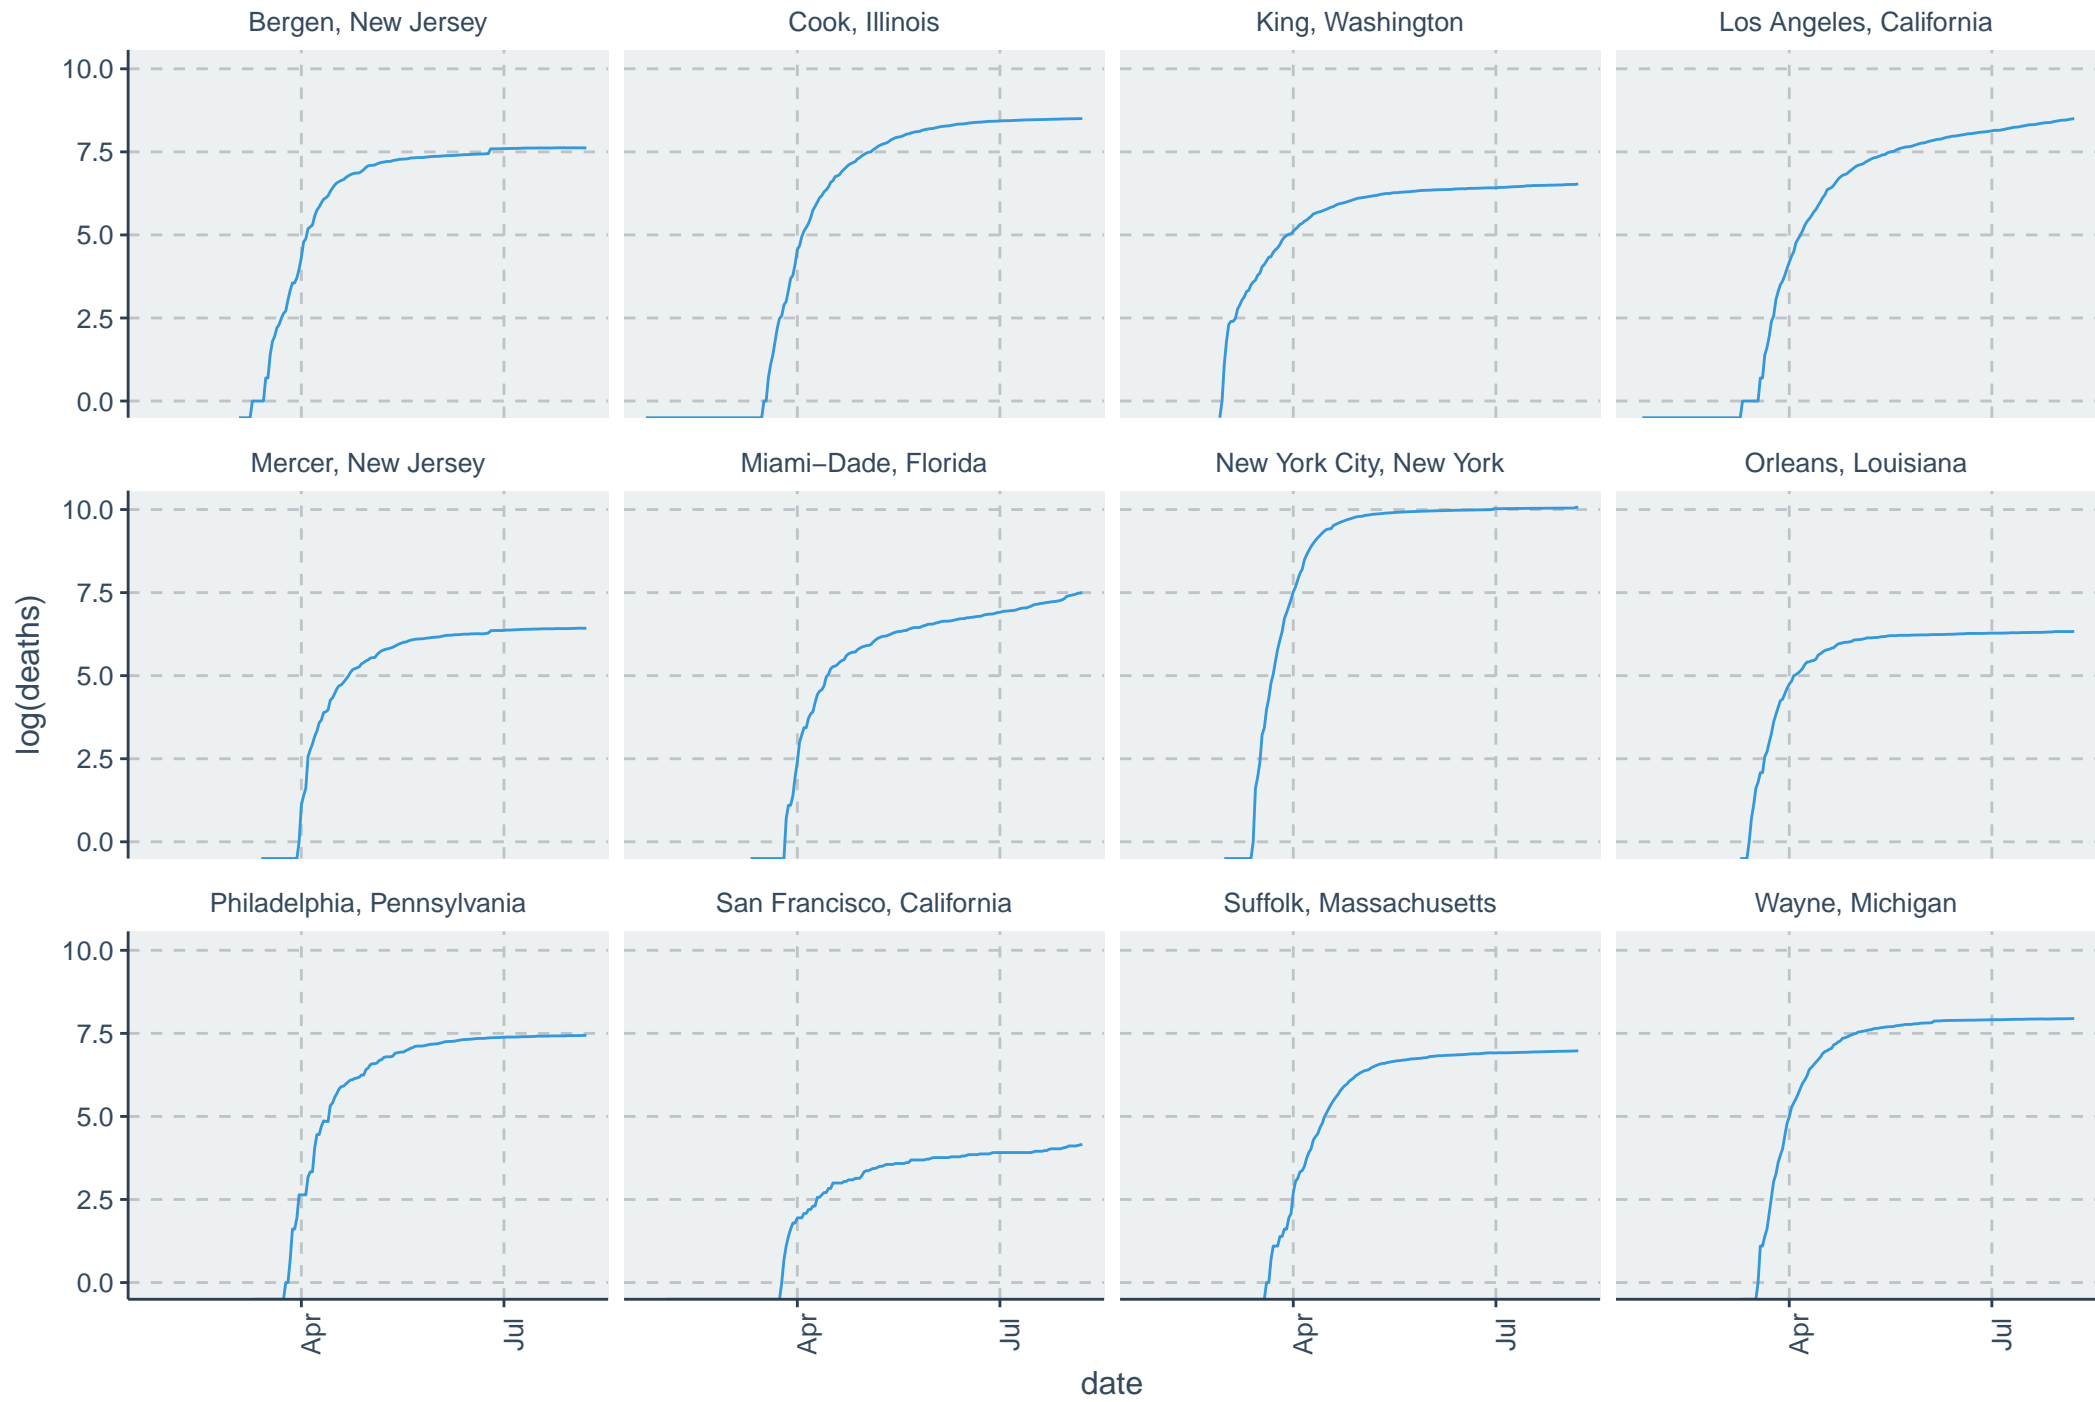 Bergen, New Jersey
Cook, Illinois
King, Washington
Los Angeles, California
10.0
7.5
5.0
2.5
0.0
Mercer, New Jersey
Miami−Dade, Florida
New York City, New York
Orleans, Louisiana
10.0
7.5
5.0
2.5
0.0
log(deaths)
Philadelphia, Pennsylvania
San Francisco, California
Suffolk, Massachusetts
Wayne, Michigan
10.0
7.5
5.0
2.5
0.0
Apr
Jul
Apr
Jul
Apr
Jul
Apr
Jul
date